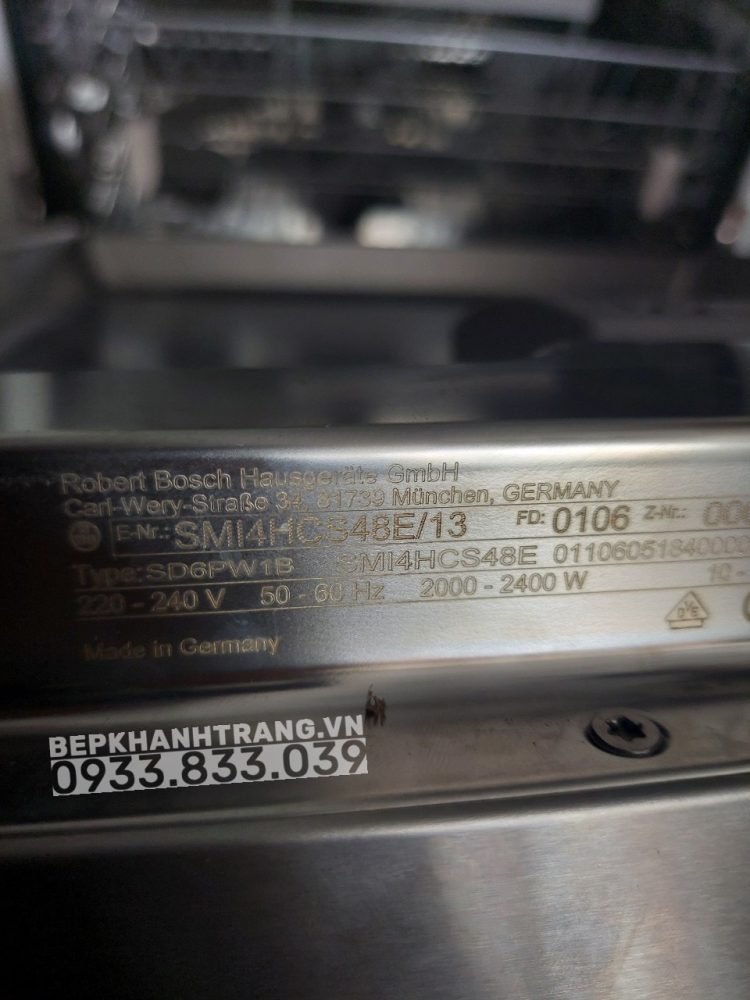 Robert Bosch Hausgeräte GmbH
Carl-Wery-Straße 34, 81739 München, GERMANY
E-Nr.: SMI4HCS48E/13 FD: 0106 Z-Nr.:
Type: SD6PW1B SMI4HCS48E
220 - 240 V 50 - 60 Hz 2000 - 2400 W 10 -
Made in Germany
BEPKHANHTRANG.VN
0933.833.039